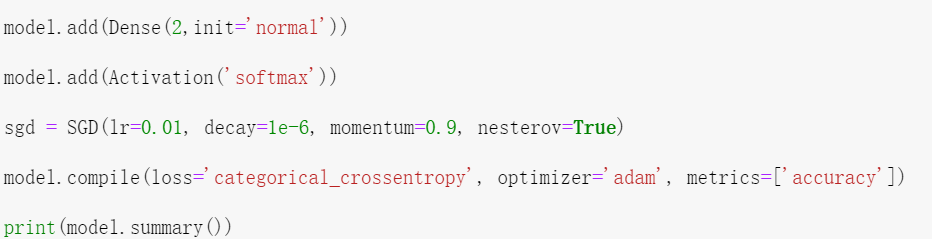 model.add(Dense(2,init='normal'))
model.add(Activation('softmax'))
sgd = SGD(lr=0.01, decay=1e-6, momentum=0.9, nesterov=True)
model.compile(loss='categorical_crossentropy', optimizer='adam', metrics=['accuracy'])
print(model.summary())